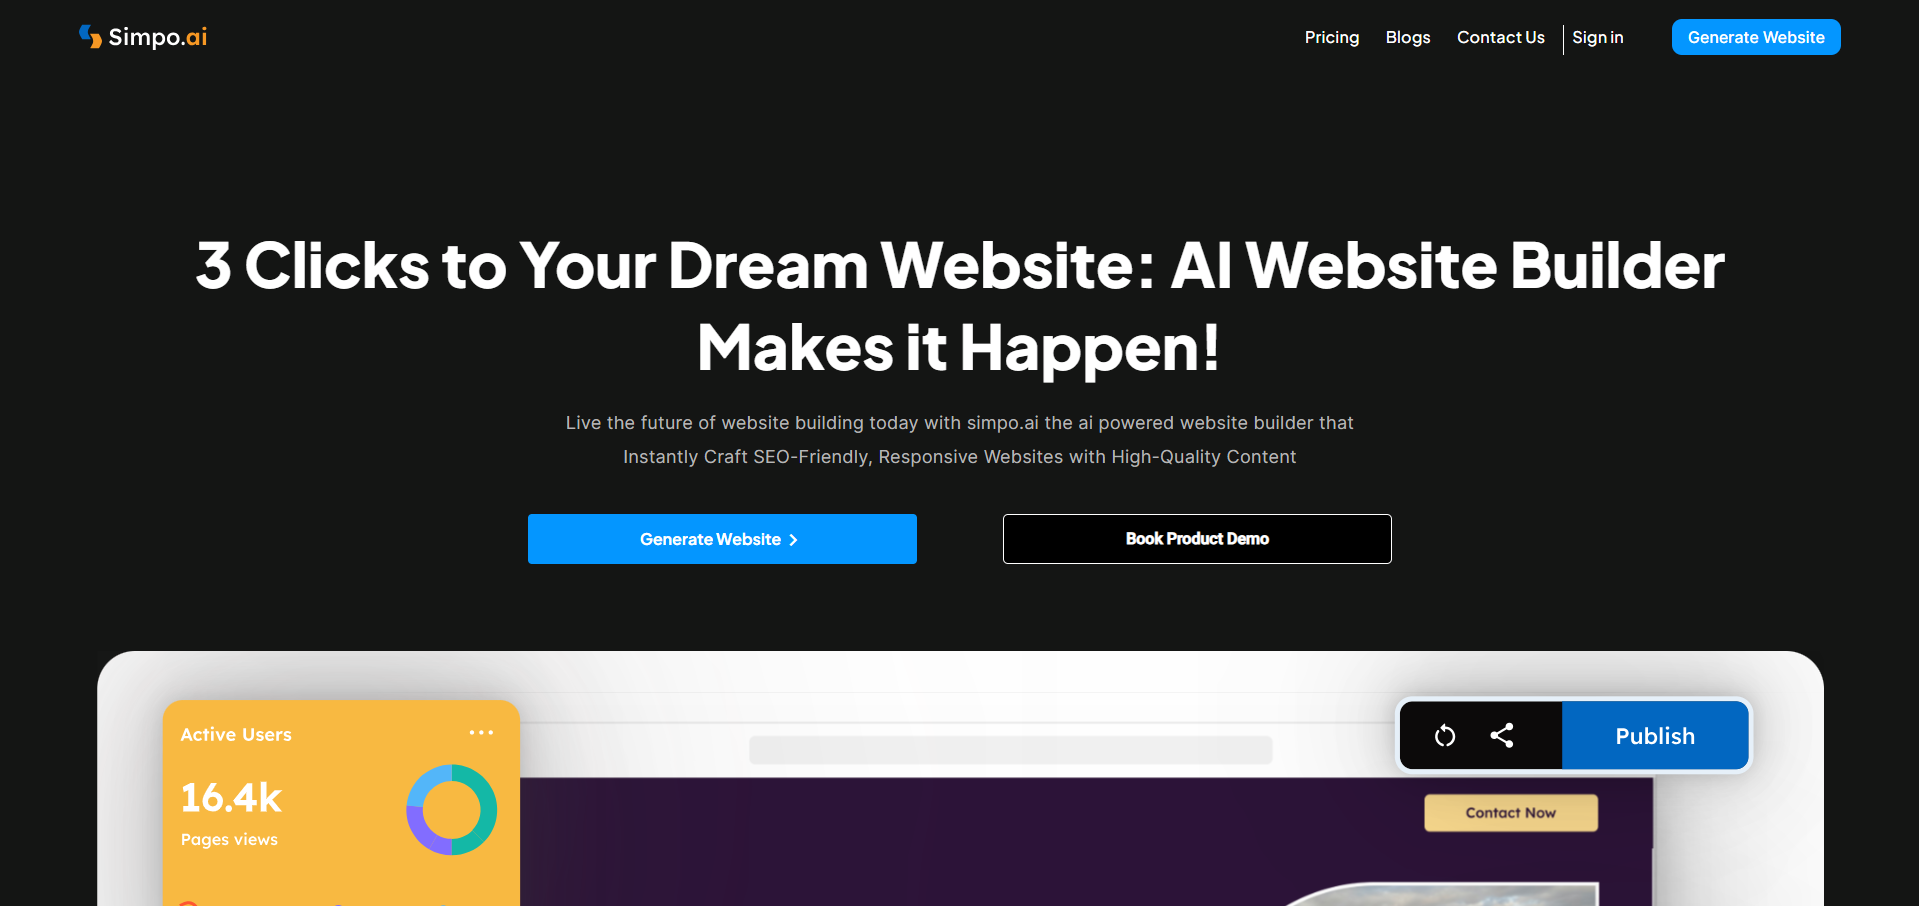 Simpo.ai
Pricing Blogs Contact Us Sign in Generate Website
3 Clicks to Your Dream Website: AI Website Builder
Makes it Happen!
Live the future of website building today with simpo.ai the ai powered website builder that
Instantly Craft SEO-Friendly, Responsive Websites with High-Quality Content
Generate Website
Book Product Demo
Active Users
16.4k
Pages views
Publish
Contact Now